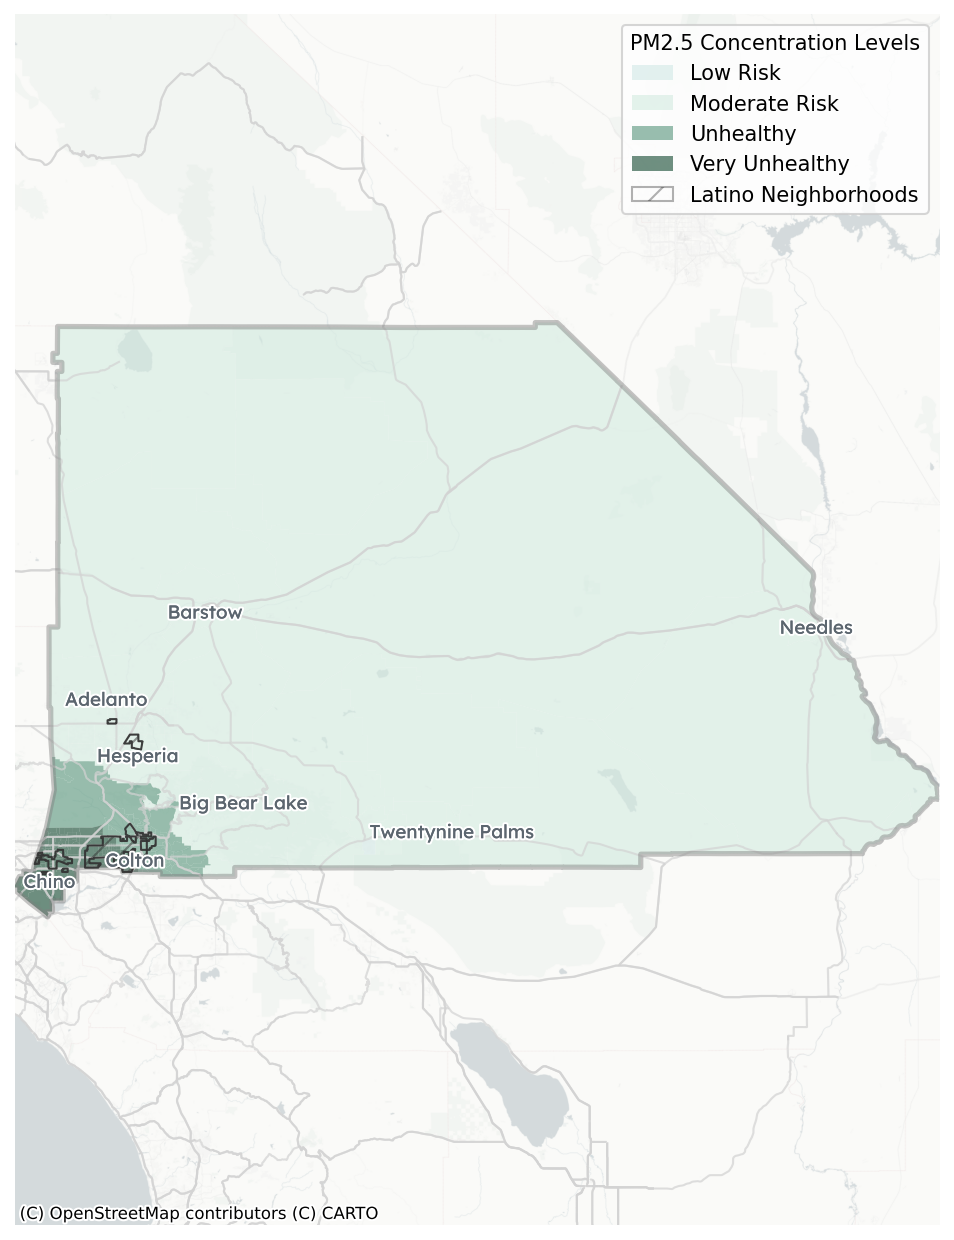 PM2.5 Concentration Levels
Low Risk
Moderate Risk
Unhealthy
Very Unhealthy
Latino Neighborhoods
Barstow
Needles
Adelanto
Hesperia
Big Bear Lake
Twentynine Palms
Colton
Chino
(C) OpenStreetMap contributors (C) CARTO